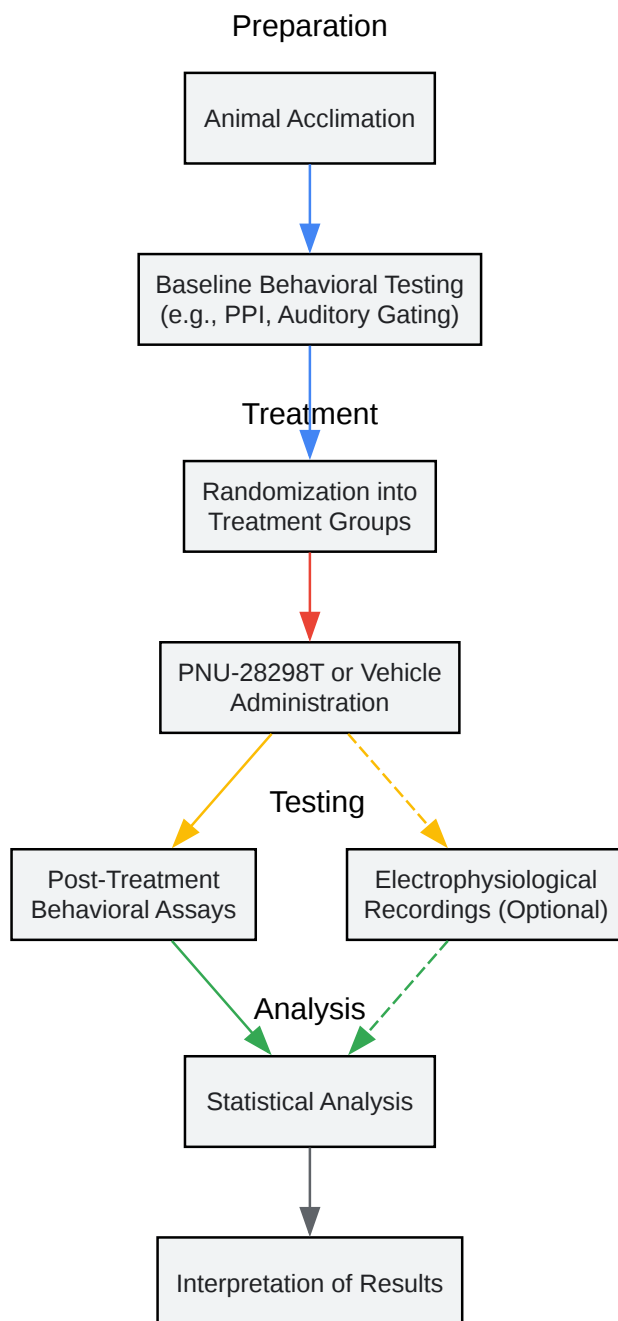 Preparation
Animal Acclimation
Baseline Behavioral Testing
(e.g., PPI, Auditory Gating)
Treatment
Randomization into
Treatment Groups
PNU-28298T or Vehicle
Administration
Testing
Post-Treatment
Behavioral Assays
Electrophysiological
Recordings (Optional)
Analysis
Statistical Analysis
Interpretation of Results